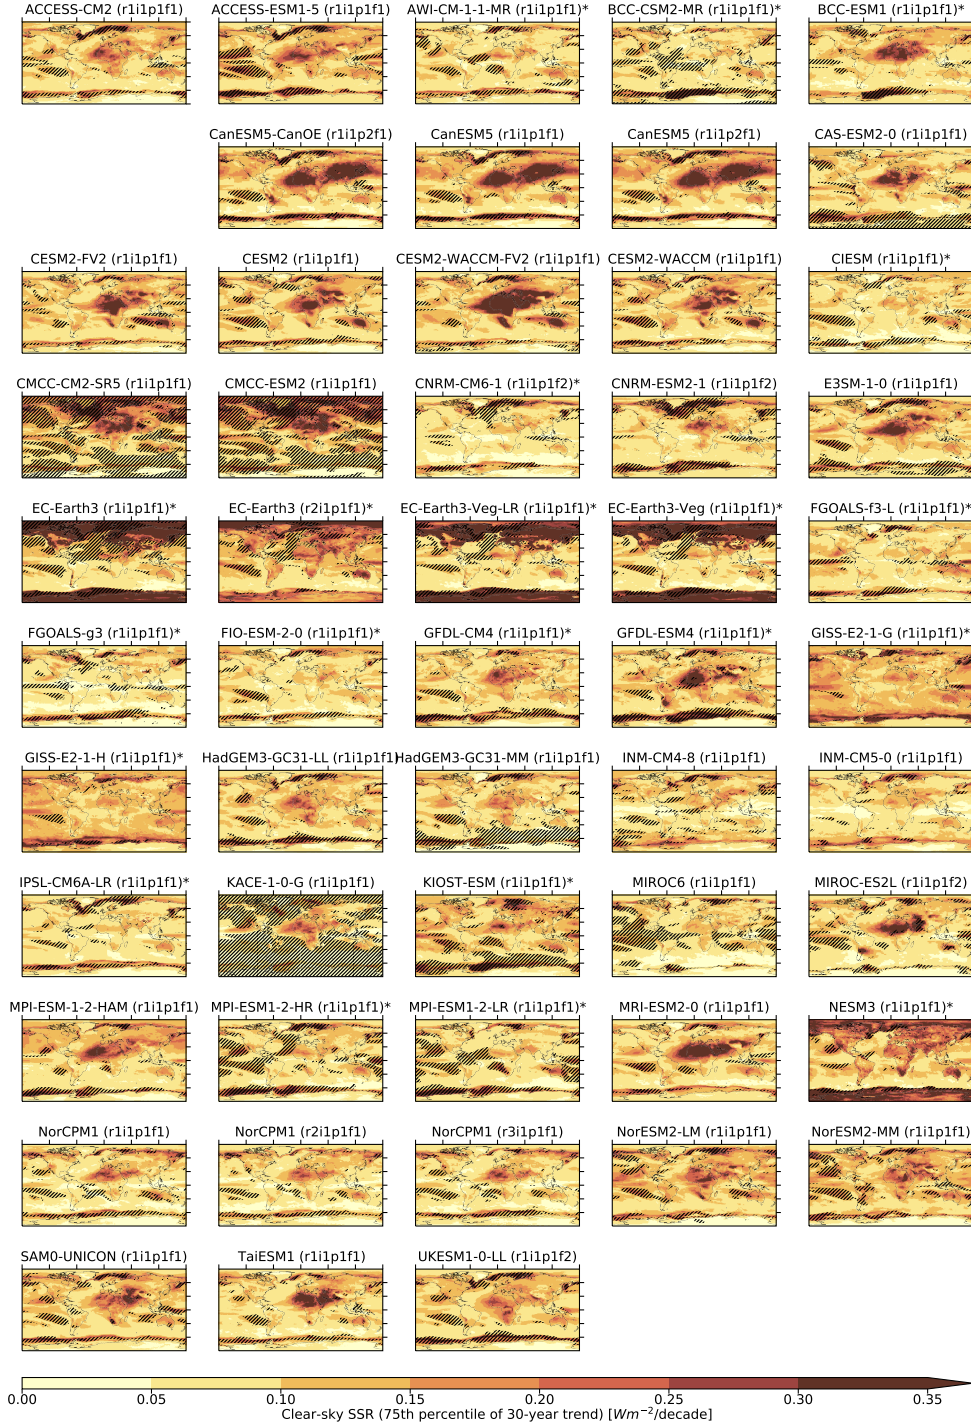 ACCESS-CM2 (r1i1p1f1)
ACCESS-ESM1-5 (r1i1p1f1)
AWI-CM-1-1-MR (r1i1p1f1)*
BCC-CSM2-MR (r1i1p1f1)*
BCC-ESM1 (r1i1p1f1)*
CanESM5-CanOE (r1i1p2f1)
CanESM5 (r1i1p1f1)
CanESM5 (r1i1p2f1)
CAS-ESM2-0 (r1i1p1f1)
CESM2-FV2 (r1i1p1f1)
CESM2 (r1i1p1f1)
CESM2-WACCM-FV2 (r1i1p1f1)
CESM2-WACCM (r1i1p1f1)
CIESM (r1i1p1f1)*
CMCC-CM2-SR5 (r1i1p1f1)
CMCC-ESM2 (r1i1p1f1)
CNRM-CM6-1 (r1i1p1f2)*
CNRM-ESM2-1 (r1i1p1f2)
E3SM-1-0 (r1i1p1f1)
EC-Earth3 (r1i1p1f1)*
EC-Earth3 (r2i1p1f1)*
EC-Earth3-Veg-LR (r1i1p1f1)*
EC-Earth3-Veg (r1i1p1f1)*
FGOALS-f3-L (r1i1p1f1)*
FGOALS-g3 (r1i1p1f1)*
FIO-ESM-2-0 (r1i1p1f1)*
GFDL-CM4 (r1i1p1f1)*
GFDL-ESM4 (r1i1p1f1)*
GISS-E2-1-G (r1i1p1f1)*
GISS-E2-1-H (r1i1p1f1)*
HadGEM3-GC31-LL (r1i1p1f1)
HadGEM3-GC31-MM (r1i1p1f1)
INM-CM4-8 (r1i1p1f1)
INM-CM5-0 (r1i1p1f1)
IPSL-CM6A-LR (r1i1p1f1)*
KACE-1-0-G (r1i1p1f1)
KIOST-ESM (r1i1p1f1)*
MIROC6 (r1i1p1f1)
MIROC-ES2L (r1i1p1f2)
MPI-ESM-1-2-HAM (r1i1p1f1)
MPI-ESM1-2-HR (r1i1p1f1)*
MPI-ESM1-2-LR (r1i1p1f1)*
MRI-ESM2-0 (r1i1p1f1)
NESM3 (r1i1p1f1)*
NorCPM1 (r1i1p1f1)
NorCPM1 (r2i1p1f1)
NorCPM1 (r3i1p1f1)
NorESM2-LM (r1i1p1f1)
NorESM2-MM (r1i1p1f1)
SAM0-UNICON (r1i1p1f1)
TaiESM1 (r1i1p1f1)
UKESM1-0-LL (r1i1p1f2)
0.00 0.05 0.10 0.15 0.20 0.25 0.30 0.35
Clear-sky SSR (75th percentile of 30-year trend) [Wm⁻²/decade]